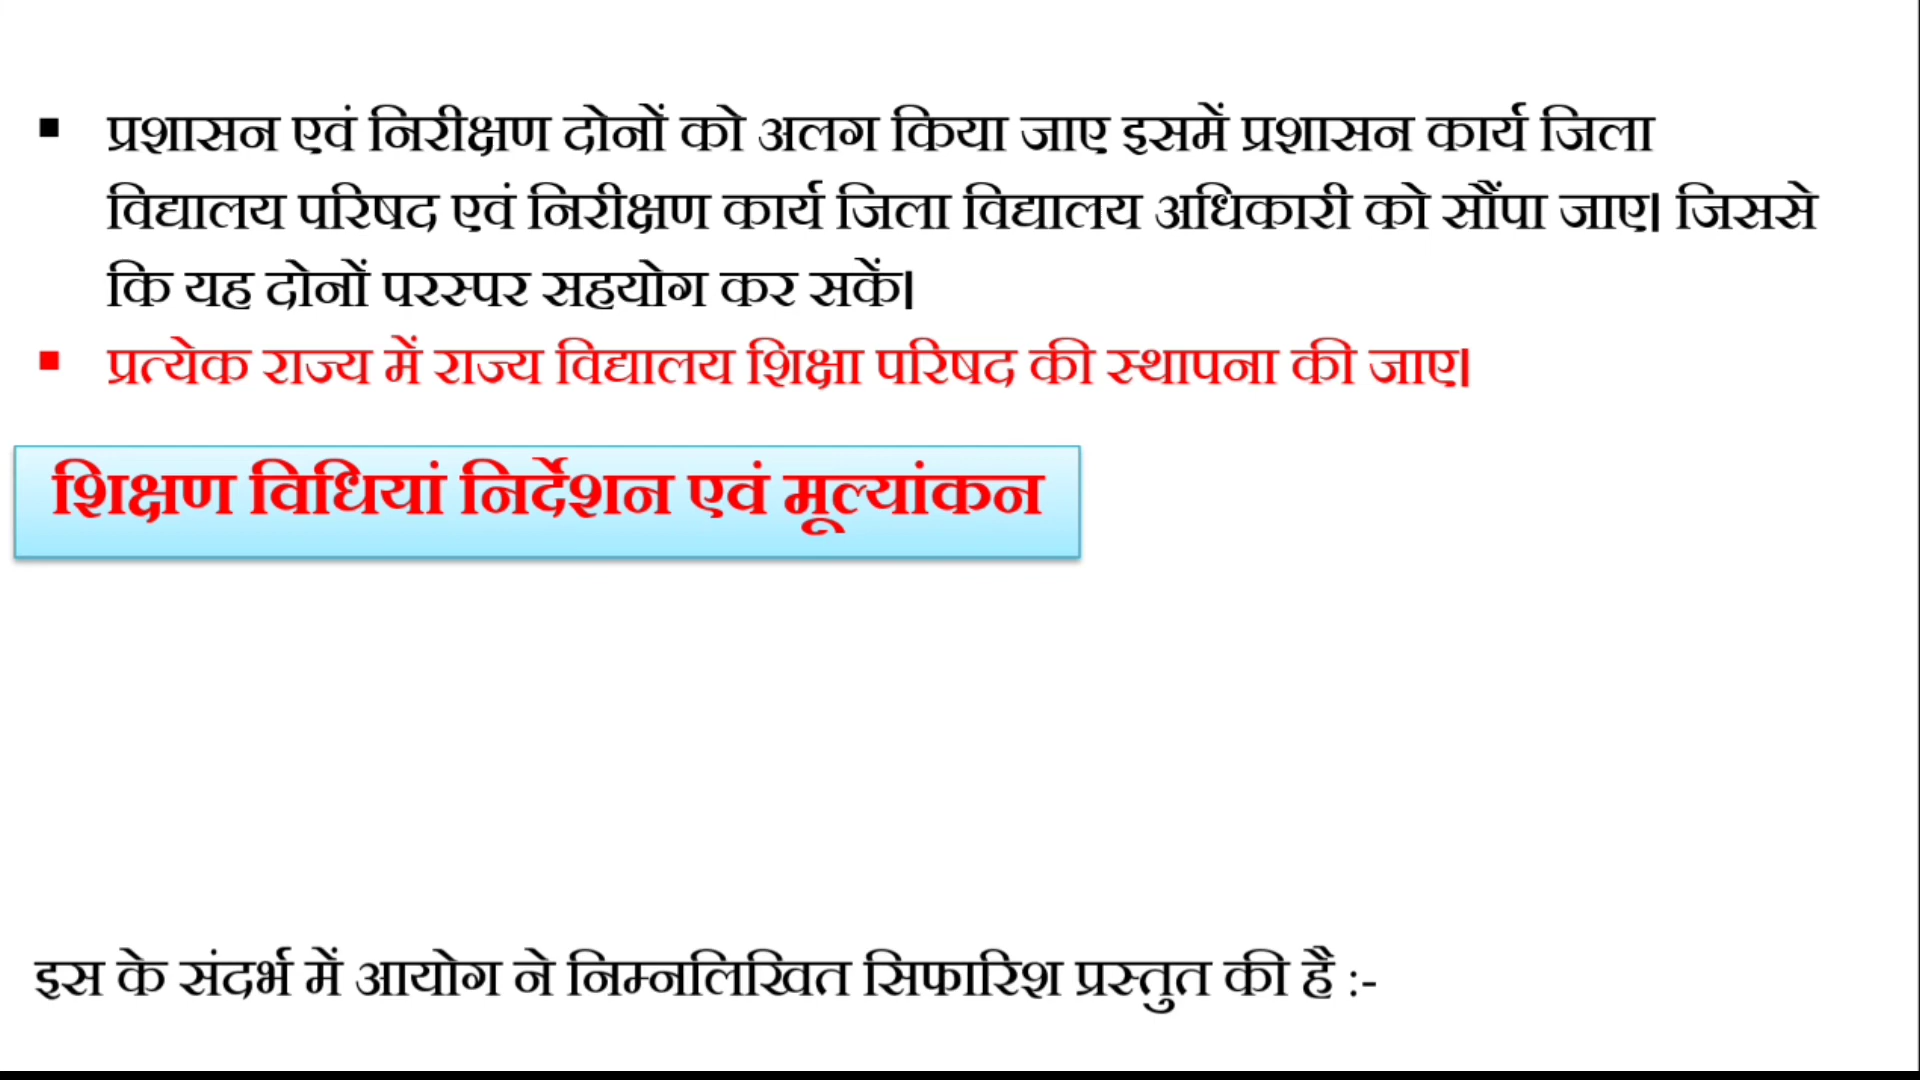 ▪ प्रशासन एवं निरीक्षण दोनों को अलग किया जाए इसमें प्रशासन कार्य जिला
विद्यालय परिषद एवं निरीक्षण कार्य जिला विद्यालय अधिकारी को सौंपा जाए। जिससे
कि यह दोनों परस्पर सहयोग कर सकें।
▪ प्रत्येक राज्य में राज्य विद्यालय शिक्षा परिषद की स्थापना की जाए।
शिक्षण विधियां निर्देशन एवं मूल्यांकन
इस के संदर्भ में आयोग ने निम्नलिखित सिफारिश प्रस्तुत की है :-